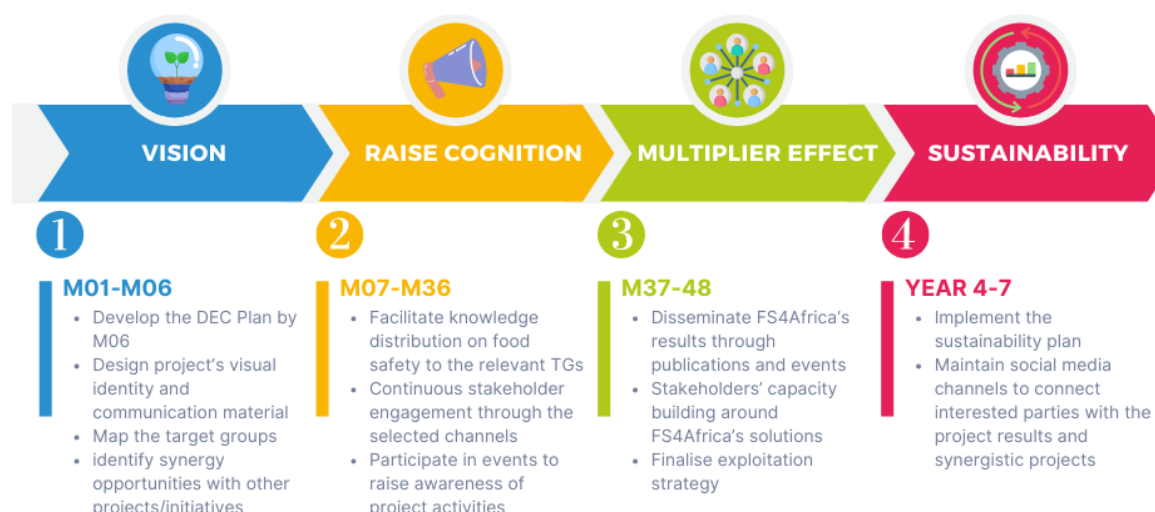 VISION
RAISE COGNITION
MULTIPLIER EFFECT
SUSTAINABILITY
1
M01-M06
• Develop the DEC Plan by
M06
• Design project's visual
identity and
communication material
• Map the target groups
• identify synergy
opportunities with other
projects/initiatives
2
M07-M36
• Facilitate knowledge
distribution on food
safety to the relevant TGs
• Continuous stakeholder
engagement through the
selected channels
• Participate in events to
raise awareness of
project activities
3
M37-48
• Disseminate FS4Africa's
results through
publications and events
• Stakeholders' capacity
building around
FS4Africa's solutions
• Finalise exploitation
strategy
4
YEAR 4-7
• Implement the
sustainability plan
• Maintain social media
channels to connect
interested parties with the
project results and
synergistic projects